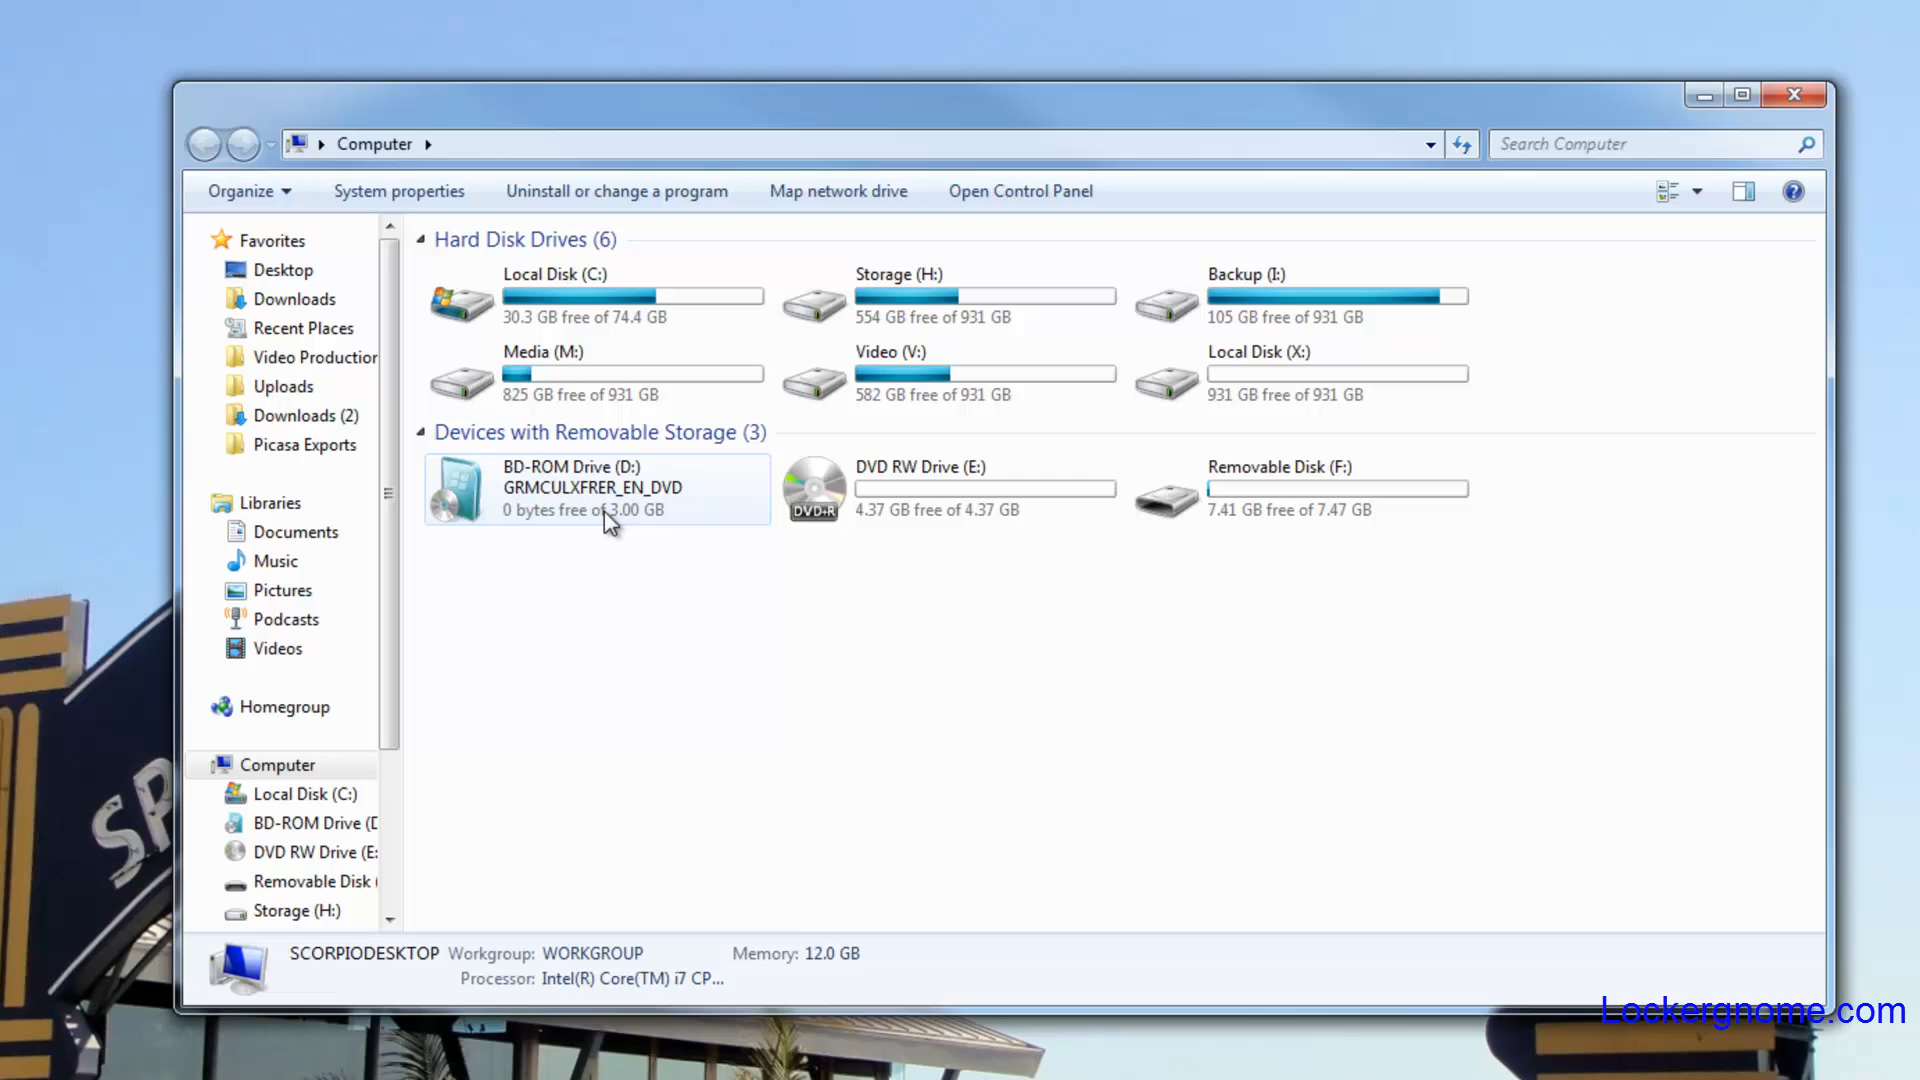 Computer
Search Computer
Organize
System properties
Uninstall or change a program
Map network drive
Open Control Panel
Favorites
Desktop
Downloads
Recent Places
Video Production
Uploads
Downloads (2)
Picasa Exports
Libraries
Documents
Music
Pictures
Podcasts
Videos
Homegroup
Computer
Local Disk (C:)
BD-ROM Drive (D
DVD RW Drive (E:
Removable Disk (
Storage (H:)
Hard Disk Drives (6)
Local Disk (C:)
30.3 GB free of 74.4 GB
Storage (H:)
554 GB free of 931 GB
Backup (I:)
105 GB free of 931 GB
Media (M:)
825 GB free of 931 GB
Video (V:)
582 GB free of 931 GB
Local Disk (X:)
931 GB free of 931 GB
Devices with Removable Storage (3)
BD-ROM Drive (D:)
GRMCULXFRER_EN_DVD
0 bytes free of 3.00 GB
DVD+R
DVD RW Drive (E:)
4.37 GB free of 4.37 GB
Removable Disk (F:)
7.41 GB free of 7.47 GB
SCORPIODESKTOP
Workgroup: WORKGROUP
Memory: 12.0 GB
Processor: Intel(R) Core(TM) i7 CP...
SP
Lockergnome.com